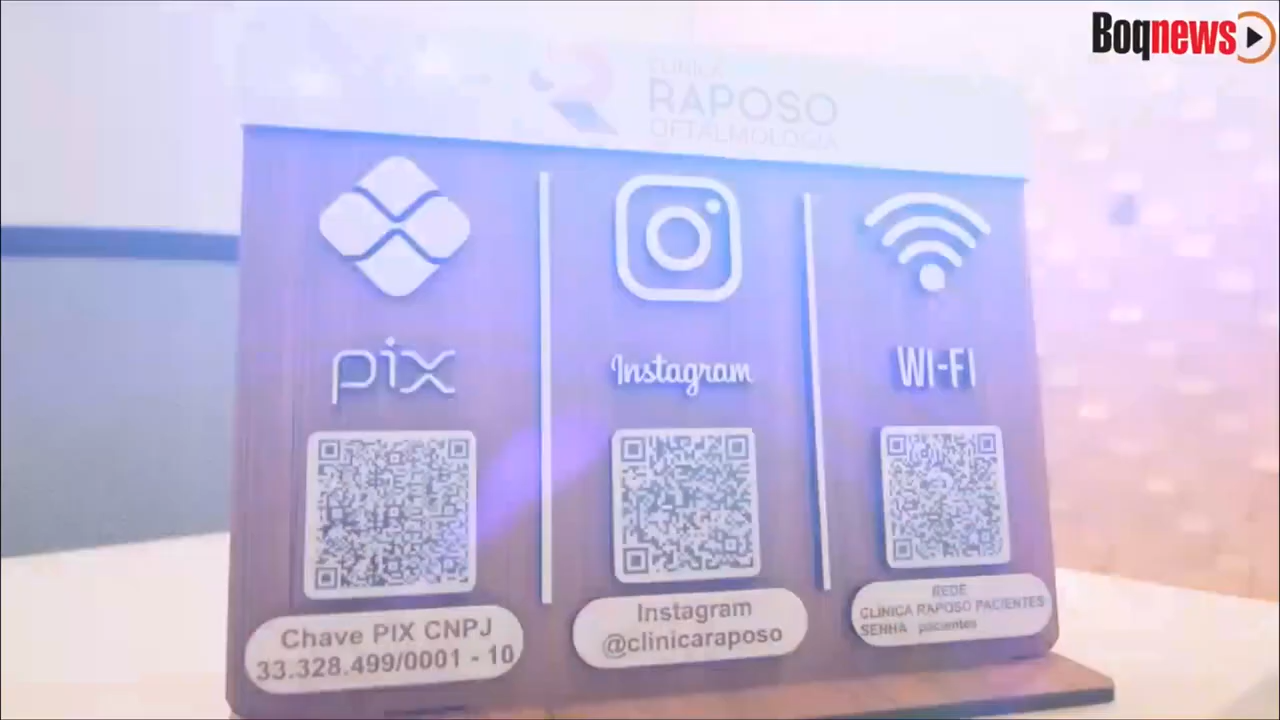 Boqnews
CLÍNICA
RAPOSO
OFTALMOLOGIA
pix
Instagram
WI-FI
Chave PIX CNPJ
33.328.499/0001 - 10
Instagram
@clinicaraposo
REDE
CLINICA RAPOSO PACIENTES
SENHA pacientes